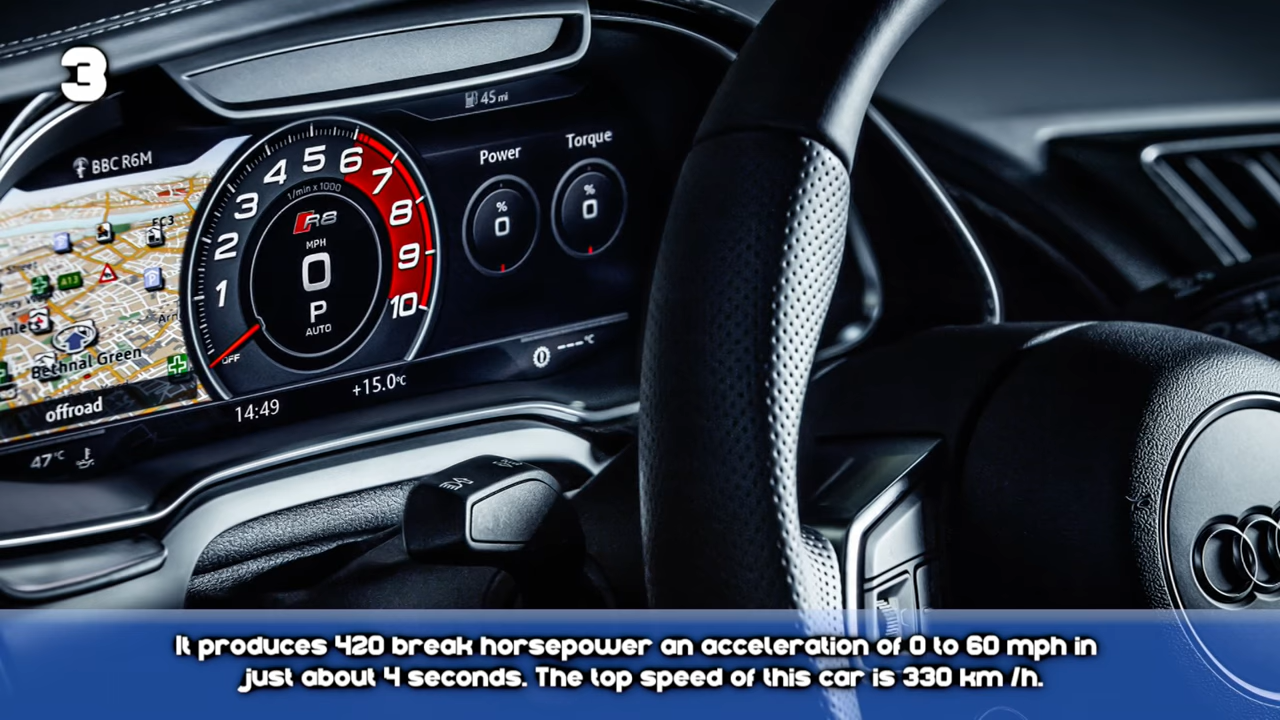 3
45 mi
BBC R6M
Power
Torque
%
0
%
0
1
2
3
4
5
6
7
8
9
10
1/min x 1000
R8
MPH
0
P
AUTO
OFF
EC3
A13
Bethnal Green
offroad
14:49
+15.0°C
---°C
47°C
It produces 420 break horsepower an acceleration of 0 to 60 mph in
just about 4 seconds. The top speed of this car is 330 km /h.